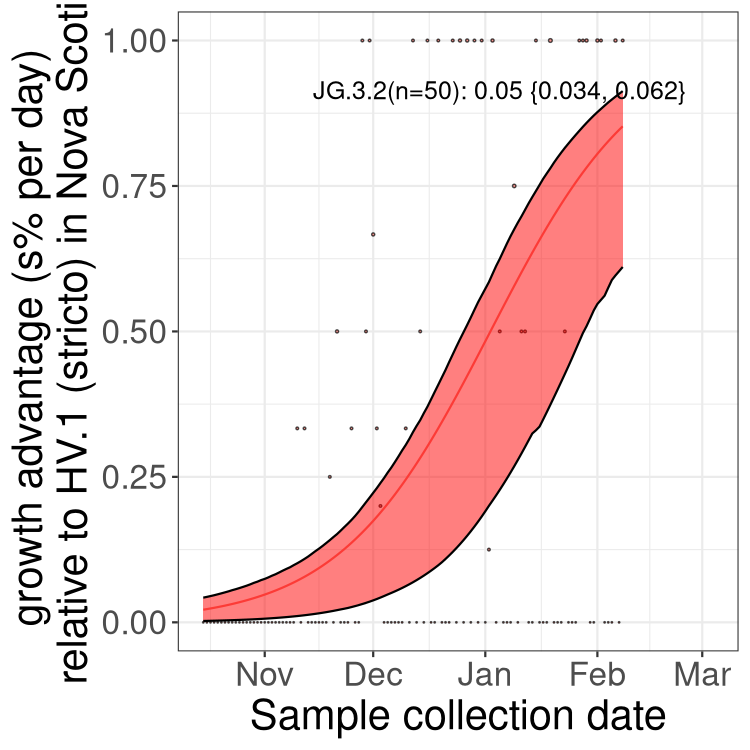 growth advantage (s% per day)
relative to HV.1 (stricto) in Nova Scoti
1.00
0.75
0.50
0.25
0.00
JG.3.2(n=50): 0.05 {0.034, 0.062}
Nov Dec Jan Feb Mar
Sample collection date